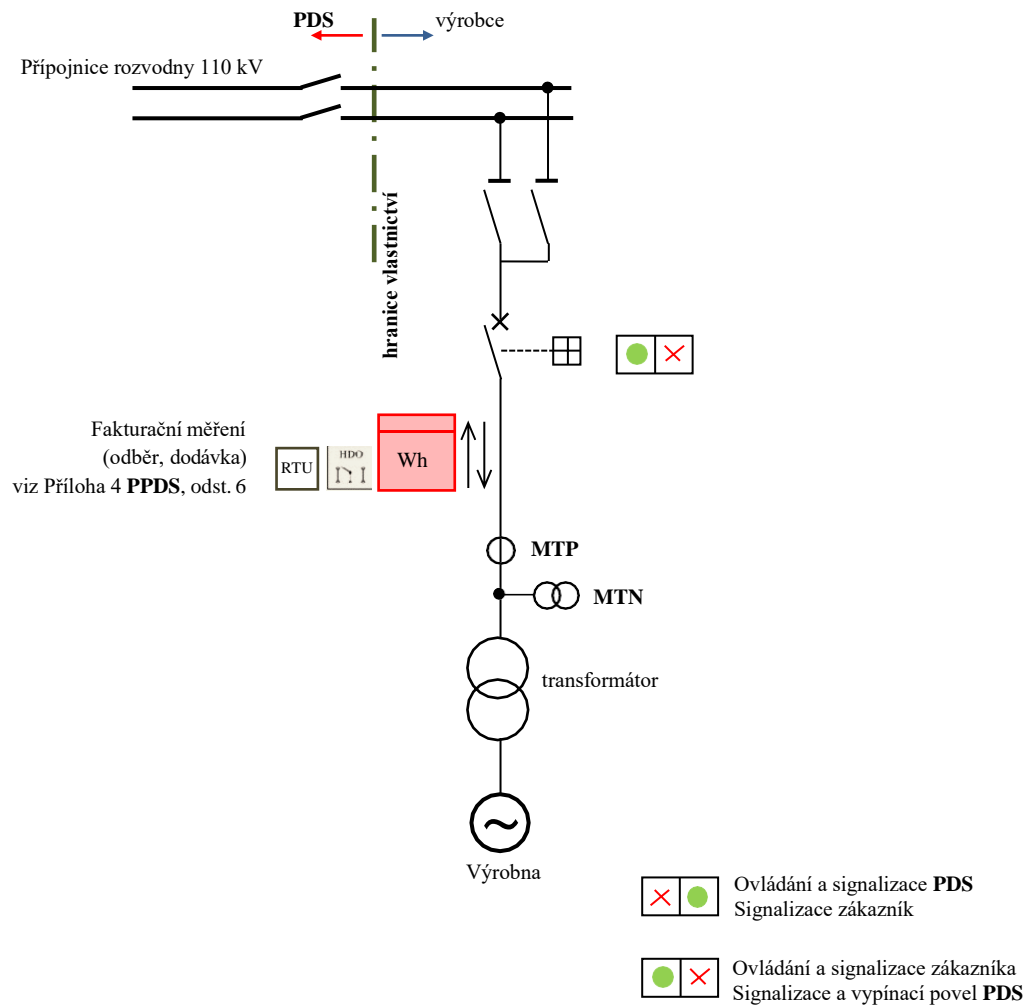 PDS
výrobce
Přípojnice rozvodny 110 kV
hranice vlastnictví
Fakturační měření
(odběr, dodávka)
viz Příloha 4 PPDS, odst. 6
RTU
HDO
Wh
MTP
MTN
transformátor
Výrobna
Ovládání a signalizace PDS
Signalizace zákazník
Ovládání a signalizace zákazníka
Signalizace a vypínací povel PDS